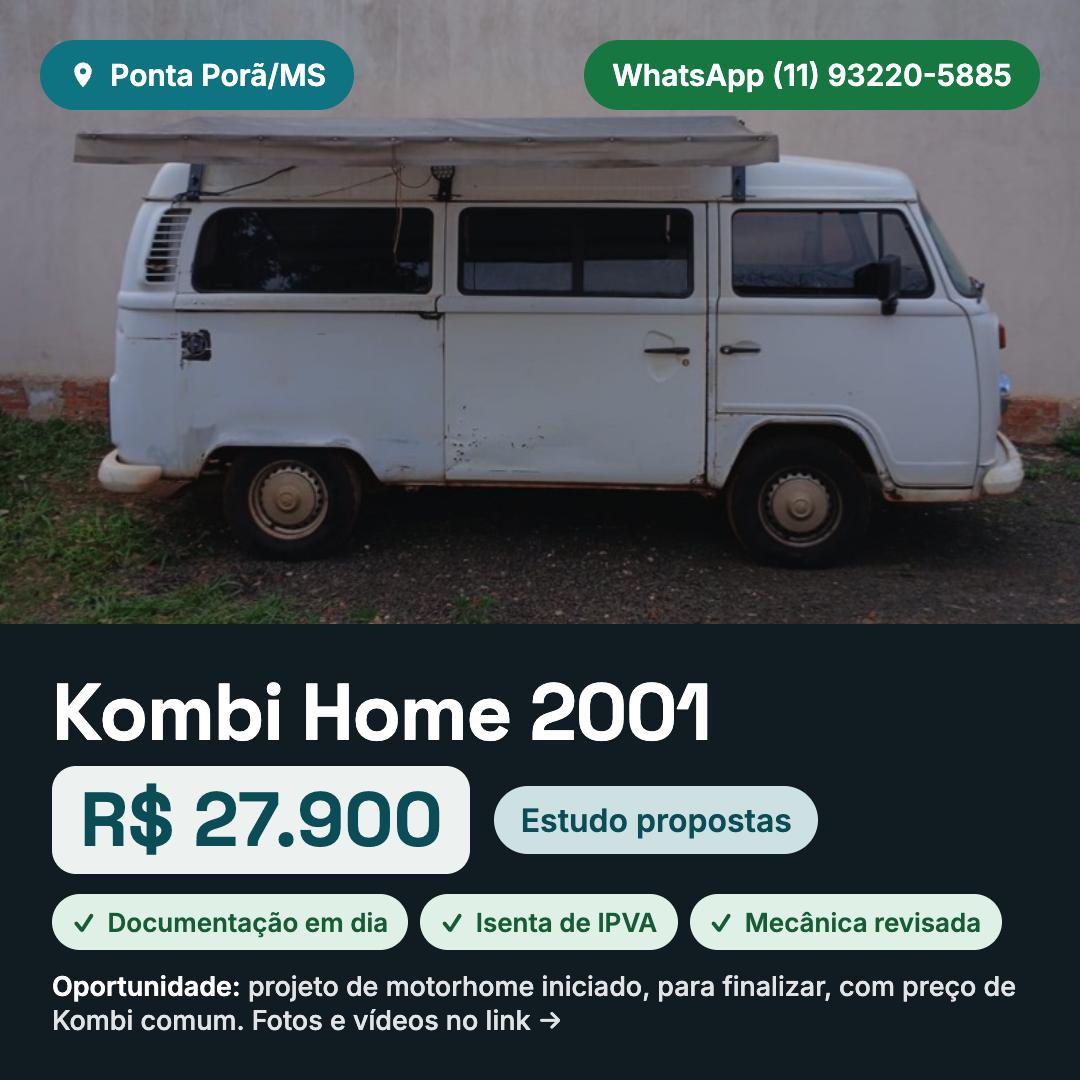 Ponta Porã/MS
WhatsApp (11) 93220-5885
Kombi Home 2001
R$ 27.900
Estudo propostas
✓ Documentação em dia
✓ Isenta de IPVA
✓ Mecânica revisada
Oportunidade: projeto de motorhome iniciado, para finalizar, com preço de
Kombi comum. Fotos e vídeos no link →